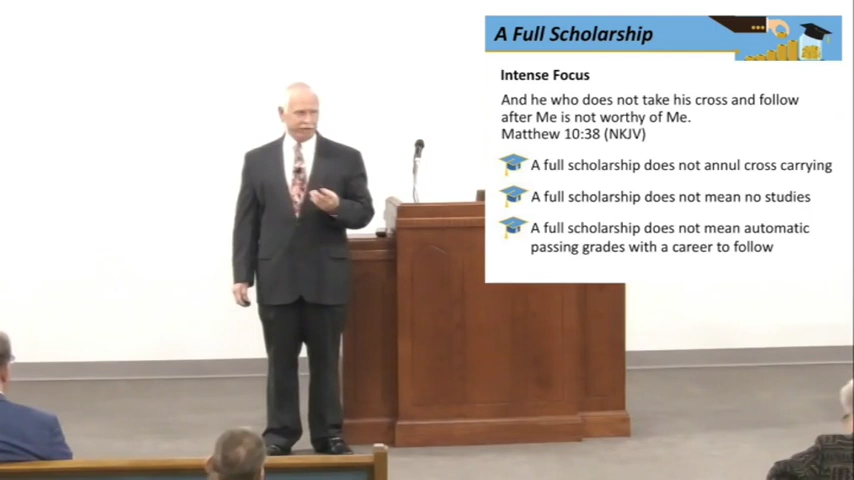 A Full Scholarship
Intense Focus
And he who does not take his cross and follow
after Me is not worthy of Me.
Matthew 10:38 (NKJV)
A full scholarship does not annul cross carrying
A full scholarship does not mean no studies
A full scholarship does not mean automatic
passing grades with a career to follow